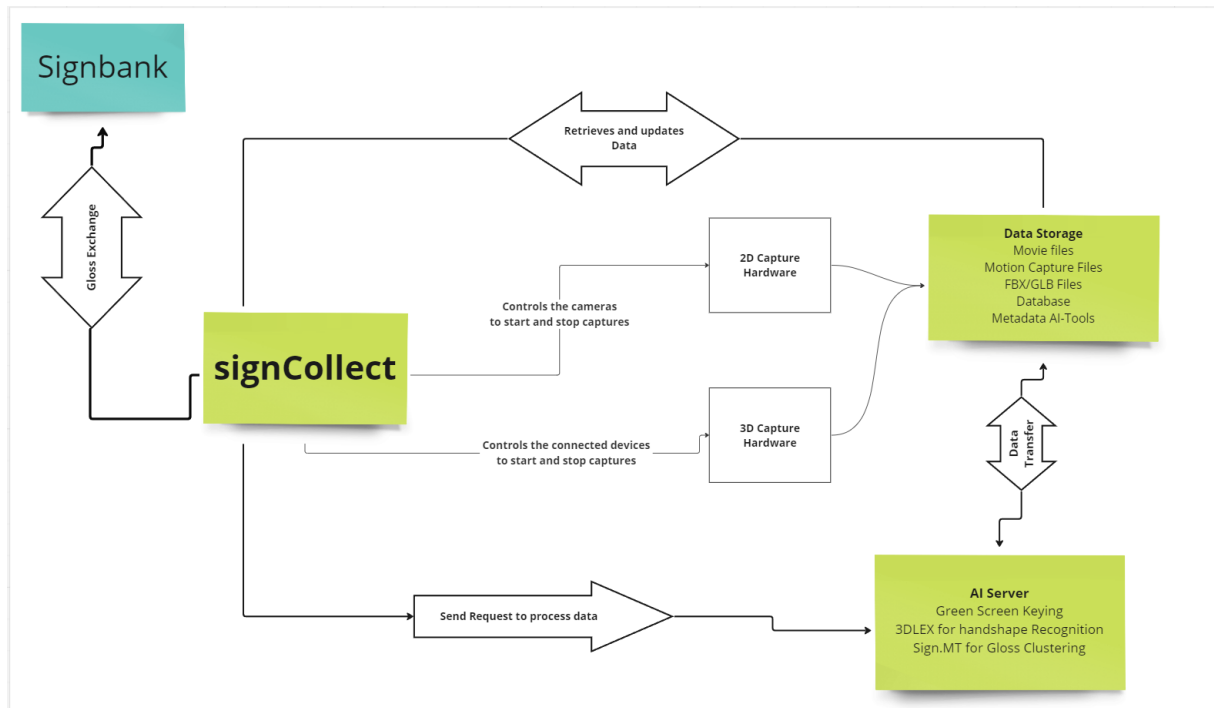 Signbank
Retrieves and updates
Data
Gloss Exchange
Data Storage
Movie files
Motion Capture Files
FBX/GLB Files
Database
Metadata AI-Tools
2D Capture
Hardware
Controls the cameras
to start and stop captures
signCollect
3D Capture
Hardware
Controls the connected devices
to start and stop captures
Data
Transfer
AI Server
Green Screen Keying
3DLEX for handshape Recognition
Sign.MT for Gloss Clustering
Send Request to process data